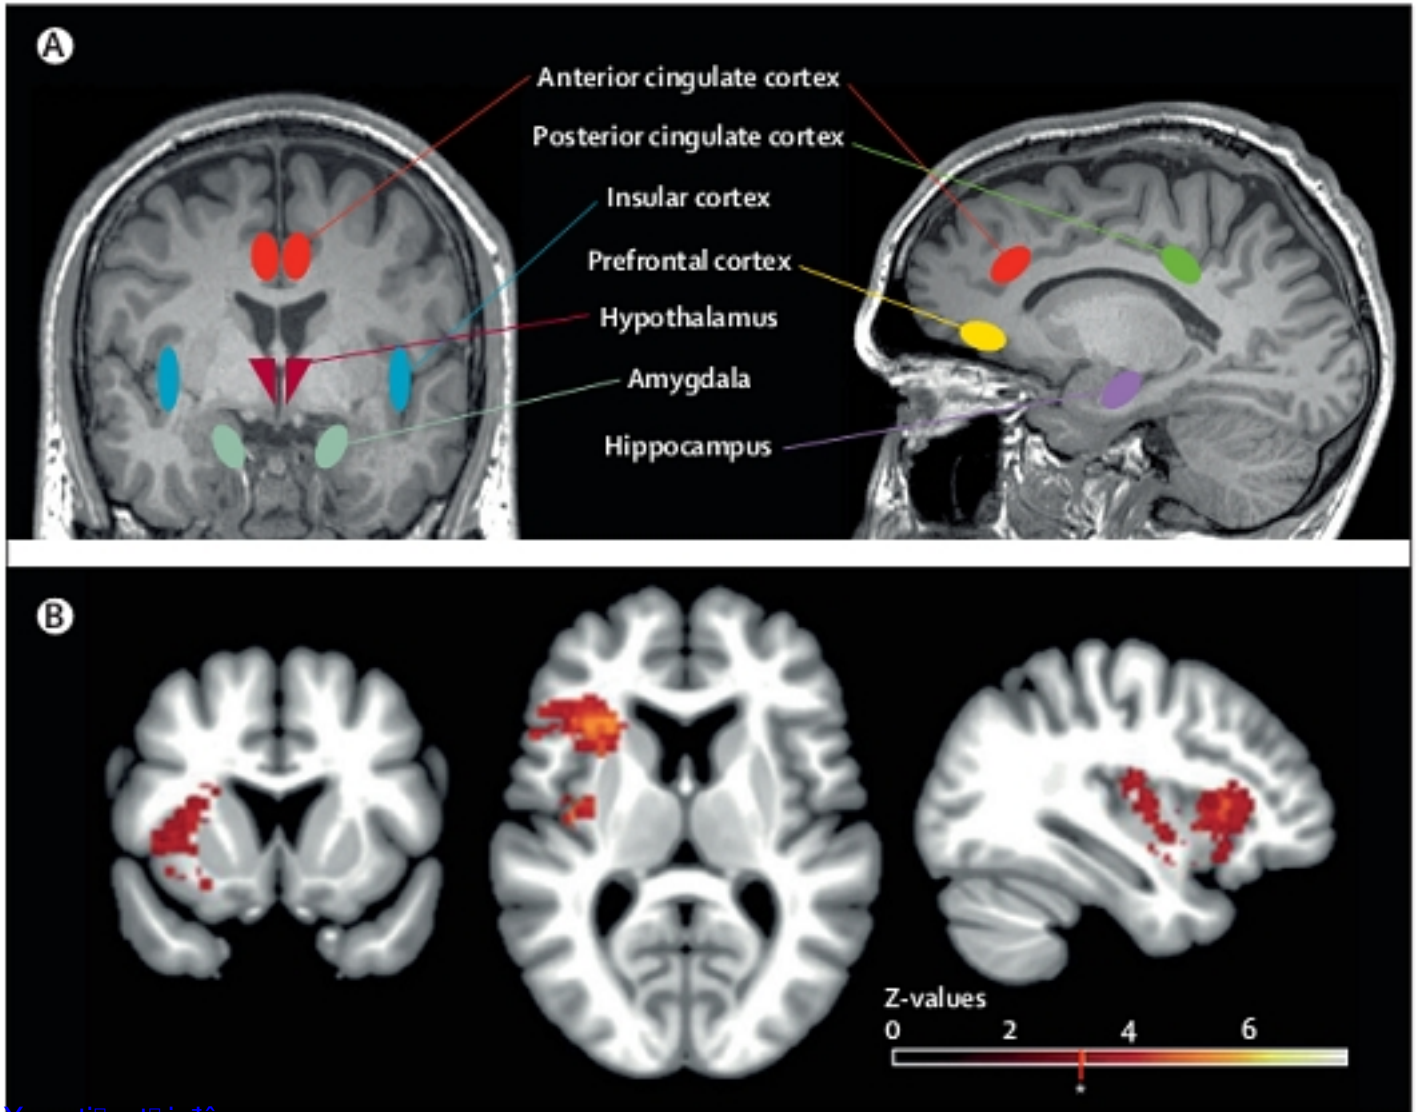 A
Anterior cingulate cortex
Posterior cingulate cortex
Insular cortex
Prefrontal cortex
Hypothalamus
Amygdala
Hippocampus
B
Z-values
0 2 4 6
*